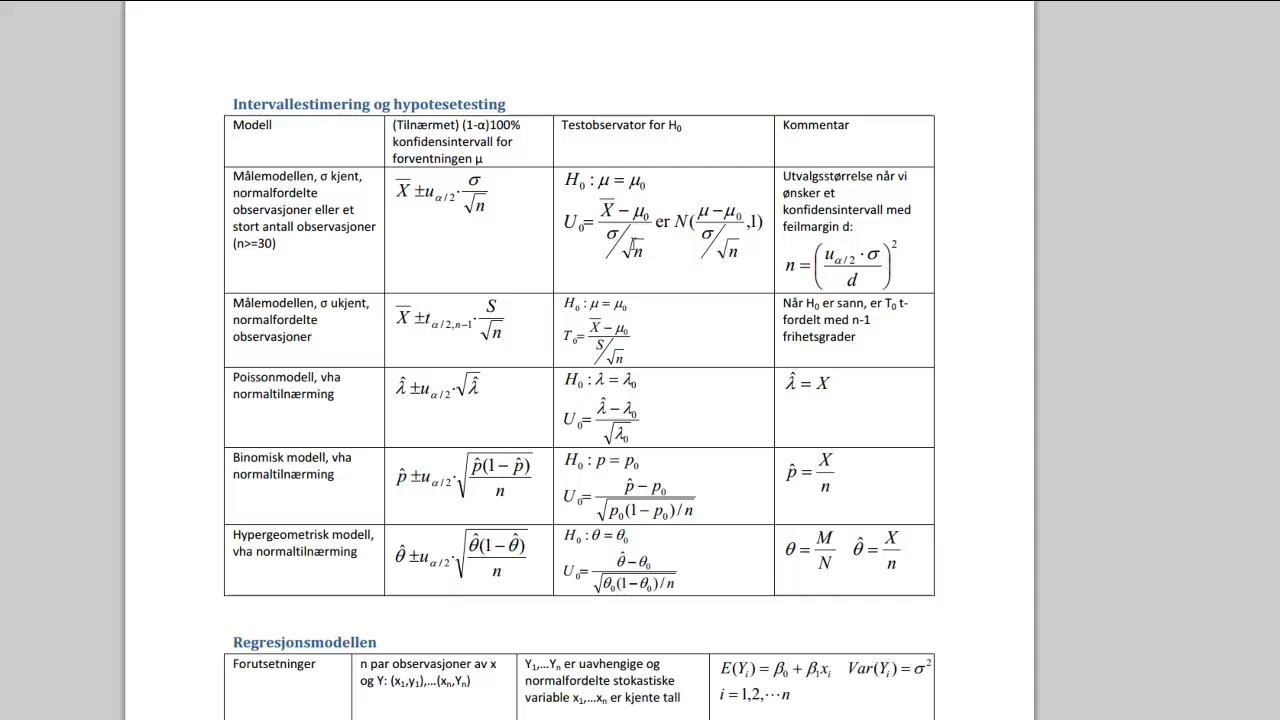 Intervallestimering og hypotesetesting
Modell
(Tilnærmet) (1-α)100%
konfidensintervall for
forventningen μ
Testobservator for H₀
Kommentar
Målemodellen, σ kjent,
normalfordelte
observasjoner eller et
stort antall observasjoner
(n>=30)
X̄ ±u_{α/2}·σ/√n
H₀ : μ = μ₀
U₀= (X̄ − μ₀)/(σ/√n) er N((μ−μ₀)/(σ/√n),1)
Utvalgsstørrelse når vi
ønsker et
konfidensintervall med
feilmargin d:
n = (u_{α/2}·σ/d)²
Målemodellen, σ ukjent,
normalfordelte
observasjoner
X̄ ±t_{α/2,n−1}·S/√n
H₀ : μ = μ₀
T₀= (X̄ − μ₀)/(S/√n)
Når H₀ er sann, er T₀ t-
fordelt med n-1
frihetsgrader
Poissonmodell, vha
normaltilnærming
λ̂ ±u_{α/2}·√λ̂
H₀ : λ = λ₀
U₀= (λ̂ − λ₀)/√λ₀
λ̂ = X
Binomisk modell, vha
normaltilnærming
p̂ ±u_{α/2}·√(p̂(1− p̂)/n)
H₀ : p = p₀
U₀= (p̂ − p₀)/√(p₀(1− p₀)/n)
p̂ = X/n
Hypergeometrisk modell,
vha normaltilnærming
θ̂ ±u_{α/2}·√(θ̂(1−θ̂)/n)
H₀ : θ = θ₀
U₀= (θ̂−θ₀)/√(θ₀(1−θ₀)/n)
θ = M/N θ̂ = X/n
Regresjonsmodellen
Forutsetninger
n par observasjoner av x
og Y: (x₁,y₁),…(xₙ,Yₙ)
Y₁,…Yₙ er uavhengige og
normalfordelte stokastiske
variable x₁,…xₙ er kjente tall
E(Yᵢ) = β₀ + β₁xᵢ Var(Yᵢ) = σ²
i = 1,2,⋯n